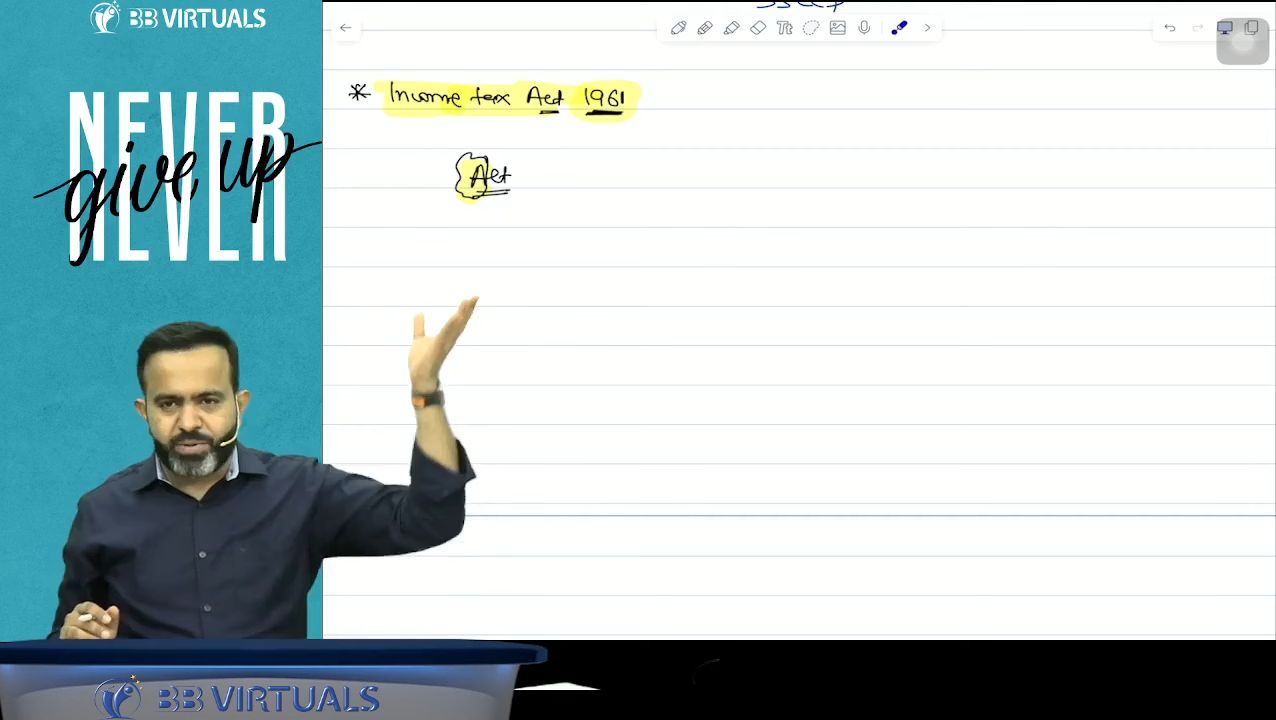 BB VIRTUALS
NEVER
give up
NEVER
* Income tax Act 1961
Act
BB VIRTUALS